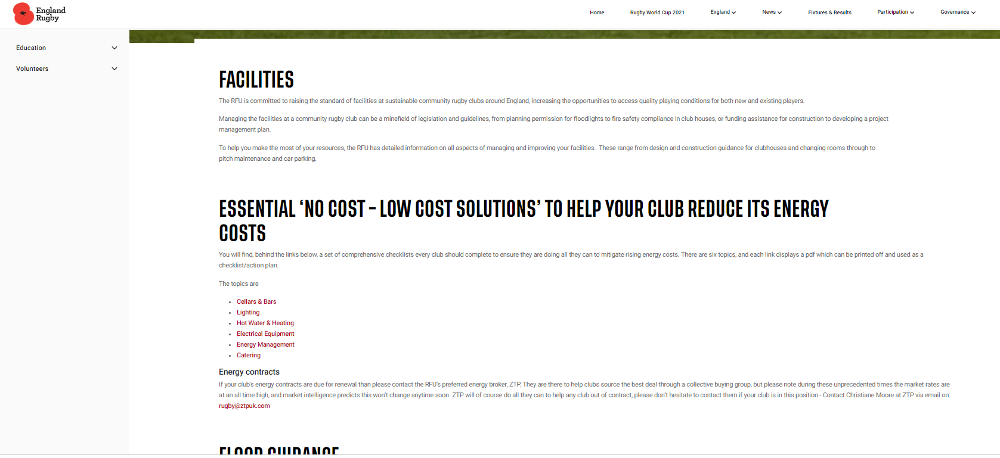 England
Rugby
Home
Rugby World Cup 2021
England
News
Fixtures & Results
Participation
Governance
Education
Volunteers
FACILITIES
The RFU is committed to raising the standard of facilities at sustainable community rugby clubs around England, increasing the opportunities to access quality playing conditions for both new and existing players.
Managing the facilities at a community rugby club can be a minefield of legislation and guidelines, from planning permission for floodlights to fire safety compliance in club houses, or funding assistance for construction to developing a project
management plan.
To help you make the most of your resources, the RFU has detailed information on all aspects of managing and improving your facilities.  These range from design and construction guidance for clubhouses and changing rooms through to
pitch maintenance and car parking.
ESSENTIAL ‘NO COST – LOW COST SOLUTIONS’ TO HELP YOUR CLUB REDUCE ITS ENERGY
COSTS
You will find, behind the links below, a set of comprehensive checklists every club should complete to ensure they are doing all they can to mitigate rising energy costs. There are six topics, and each link displays a pdf which can be printed off and used as a
checklist/action plan.
The topics are
• Cellars & Bars
• Lighting
• Hot Water & Heating
• Electrical Equipment
• Energy Management
• Catering
Energy contracts
If your club's energy contracts are due for renewal than please contact the RFU's preferred energy broker, ZTP. They are there to help clubs source the best deal through a collective buying group, but please note during these unprecedented times the market rates are
at an all time high, and market intelligence predicts this won't change anytime soon. ZTP will of course do all they can to help any club out of contract, please don't hesitate to contact them if your club is in this position - Contact Christiane Moore at ZTP via email on:
rugby@ztpuk.com
FLOOD GUIDANCE